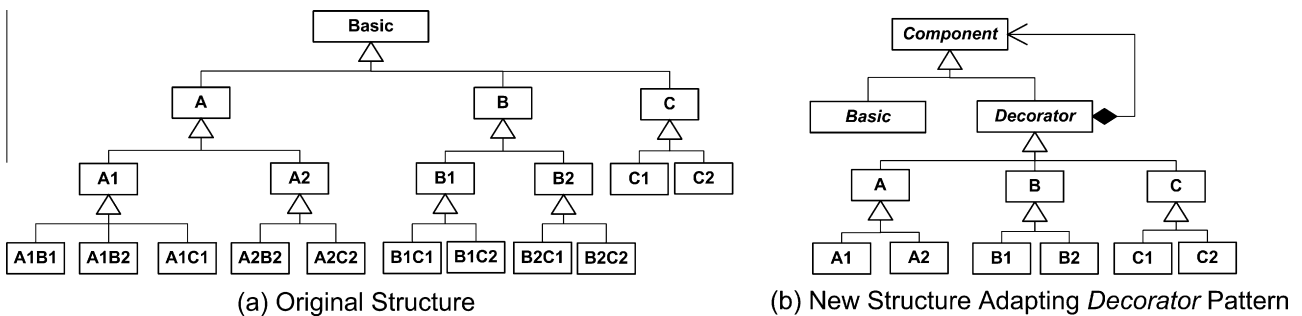 Basic
A B C
A1 A2 B1 B2 C1 C2
A1B1 A1B2 A1C1 A2B2 A2C2 B1C1 B1C2 B2C1 B2C2
(a) Original Structure
Component
Basic Decorator
A B C
A1 A2 B1 B2 C1 C2
(b) New Structure Adapting Decorator Pattern